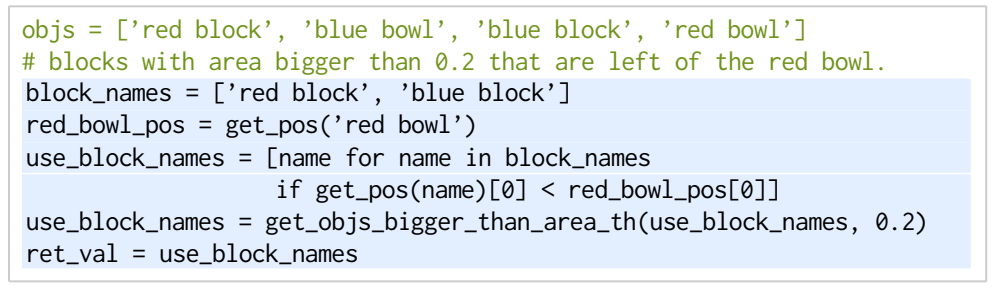 objs = [’red block’, ’blue bowl’, ’blue block’, ’red bowl’]
# blocks with area bigger than 0.2 that are left of the red bowl.
block_names = [’red block’, ’blue block’]
red_bowl_pos = get_pos(’red bowl’)
use_block_names = [name for name in block_names
if get_pos(name)[0] < red_bowl_pos[0]]
use_block_names = get_objs_bigger_than_area_th(use_block_names, 0.2)
ret_val = use_block_names